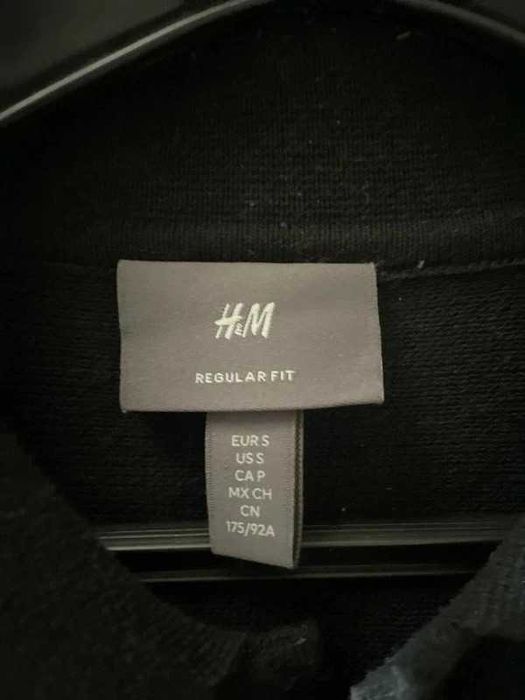 H&M
REGULAR FIT
EUR S
US S
CA P
MX CH
CN
175/92A